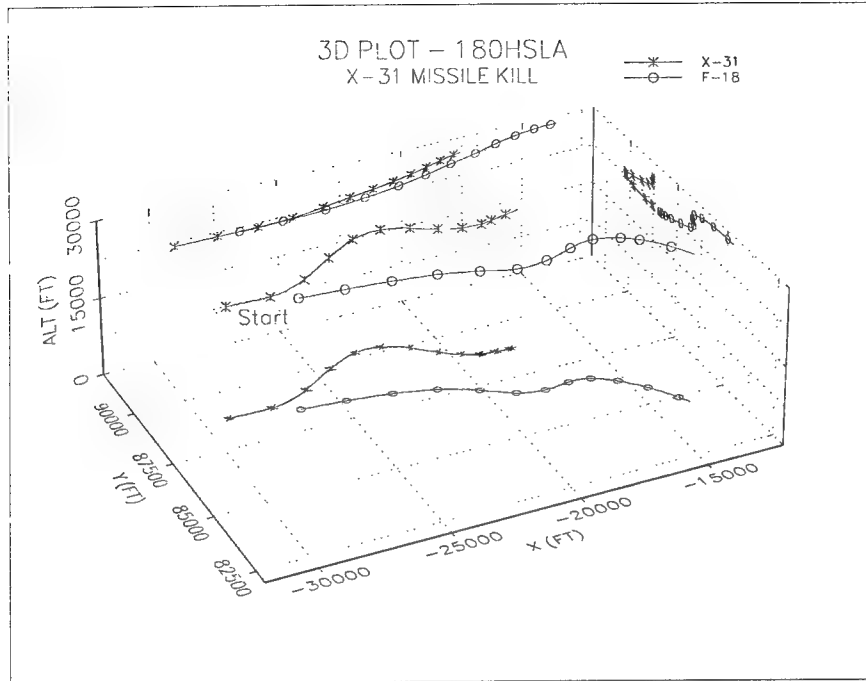 3D PLOT - 180HSLA
X-31 MISSILE KILL
X-31
F-18
30000
15000
0
ALT (FT)
Start
90000
87500
85000
82500
Y (FT)
-30000
-25000
-20000
-15000
X (FT)